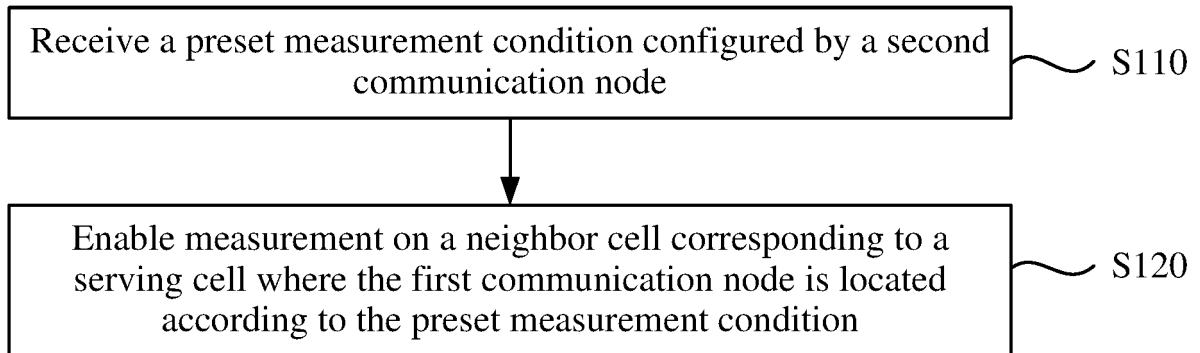 Receive a preset measurement condition configured by a second
communication node
S110
Enable measurement on a neighbor cell corresponding to a
serving cell where the first communication node is located
according to the preset measurement condition
S120